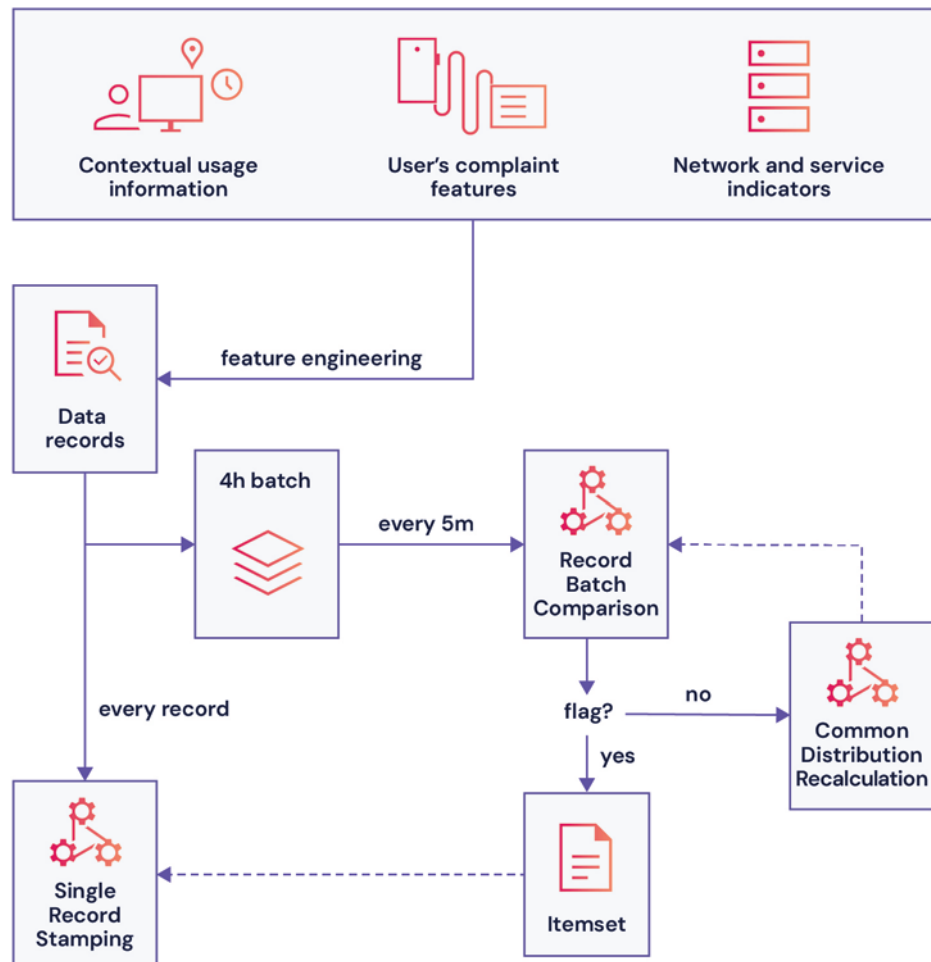 Contextual usage
information
User's complaint
features
Network and service
indicators
feature engineering
Data
records
4h batch
every 5m
Record
Batch
Comparison
every record
flag?
no
yes
Common
Distribution
Recalculation
Single
Record
Stamping
Itemset